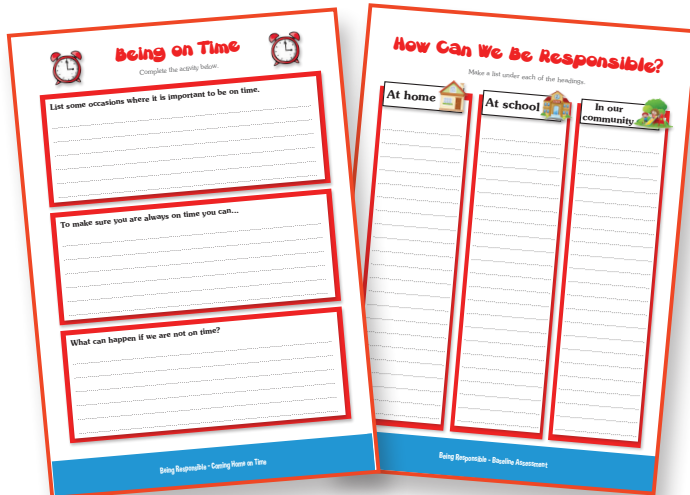 Being on Time
Complete the activity below.
List some occasions where it is important to be on time.
To make sure you are always on time you can...
What can happen if we are not on time?
Being Responsible - Coming Home on Time
How Can We Be Responsible?
Make a list under each of the headings.
At home
At school
In our
community
Being Responsible - Baseline Assessment